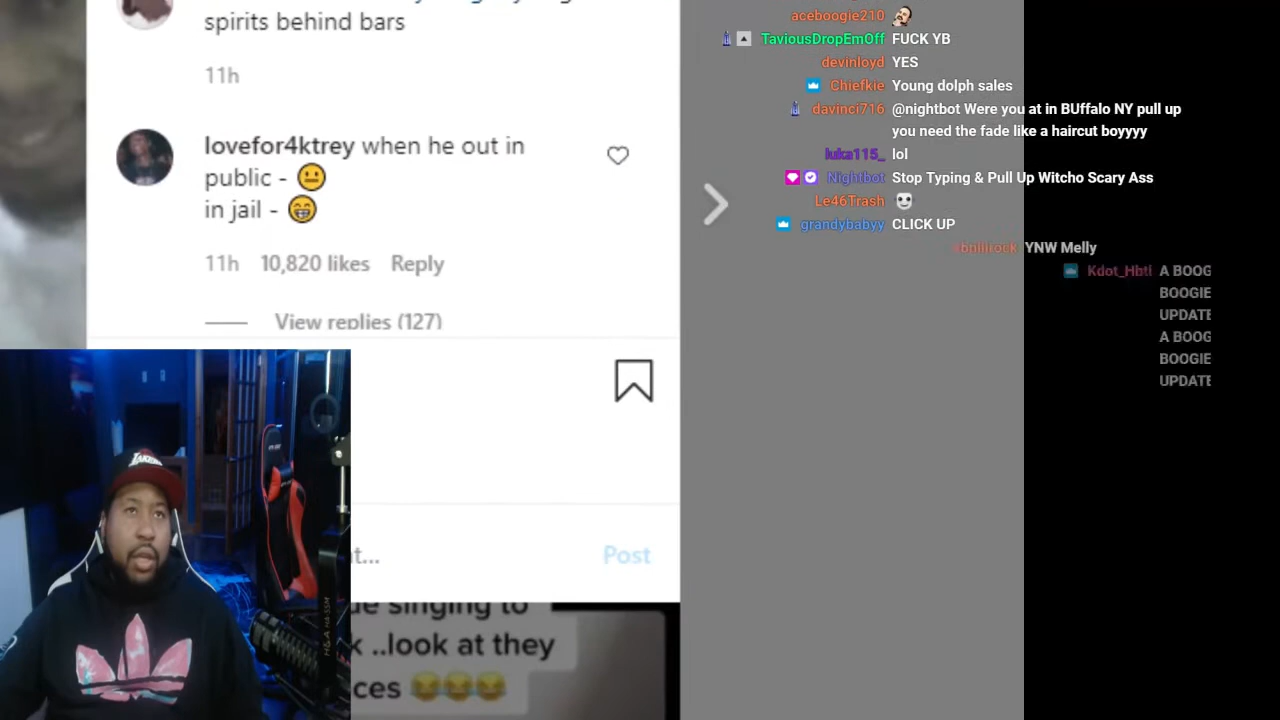 spirits behind bars
11h
lovefor4ktrey when he out in
public - 😐
in jail - 😁
11h 10,820 likes Reply
View replies (127)
Post
singing to
..look at they
😂😂😂
aceboogie210
TaviousDropEmOff FUCK YB
devinloyd YES
Chiefkie Young dolph sales
davinci716 @nightbot Were you at in BUffalo NY pull up
you need the fade like a haircut boyyyy
luka115_ lol
Nightbot Stop Typing & Pull Up Witcho Scary Ass
Le46Trash
grandybabyy CLICK UP
YNW Melly
Kdot_Hbtl A BOOG
BOOGIE
UPDATE
A BOOG
BOOGIE
UPDATE